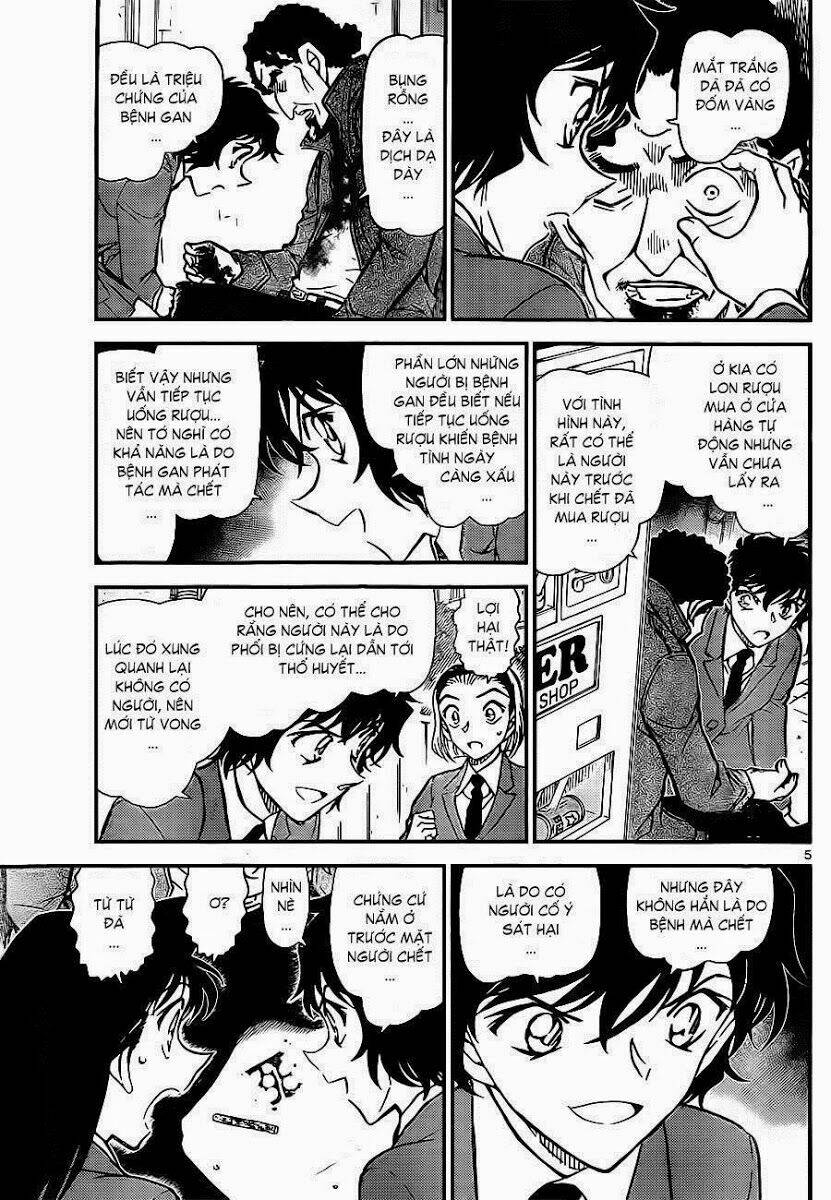 MẮT TRẮNG
DÃ ĐÃ CÓ
ĐỐM VÀNG
...
BỤNG
RỖNG
...
ĐÂY LÀ
DỊCH DẠ
DÀY
...
ĐỀU LÀ TRIỆU
CHỨNG CỦA
BỆNH GAN
Ở KIA CÓ
LON RƯỢU
MUA Ở CỬA
HÀNG TỰ
ĐỘNG NHƯNG
VẪN CHƯA
LẤY RA
...
VỚI TÌNH
HÌNH NÀY,
RẤT CÓ THỂ
LÀ NGƯỜI
NÀY TRƯỚC
KHI CHẾT ĐÃ
MUA RƯỢU
...
ER
SHOP
PHẦN LỚN NHỮNG
NGƯỜI BỊ BỆNH
GAN ĐỀU BIẾT NẾU
TIẾP TỤC UỐNG
RƯỢU KHIẾN BỆNH
TÌNH NGÀY
CÀNG XẤU
BIẾT VẬY NHƯNG
VẪN TIẾP TỤC
UỐNG RƯỢU...
NÊN TỚ NGHĨ CÓ
KHẢ NĂNG LÀ DO
BỆNH GAN PHÁT
TÁC MÀ CHẾT
...
LỢI
HẠI
THẬT!
CHO NÊN, CÓ THỂ CHO
RẰNG NGƯỜI NÀY LÀ DO
PHỔI BỊ CỨNG LẠI DẪN TỚI
THỔ HUYẾT...
LÚC ĐÓ XUNG
QUANH LẠI
KHÔNG CÓ
NGƯỜI, NÊN
MỚI TỬ VONG
...
5
NHƯNG ĐÂY
KHÔNG HẲN LÀ DO
BỆNH MÀ CHẾT
...
LÀ DO CÓ
NGƯỜI CỐ Ý
SÁT HẠI
...
CHỨNG CỨ
NẰM Ở
TRƯỚC MẶT
NGƯỜI CHẾT
...
NHÌN
NÈ
...
Ơ?
TỪ TỪ
ĐÃ
...
死